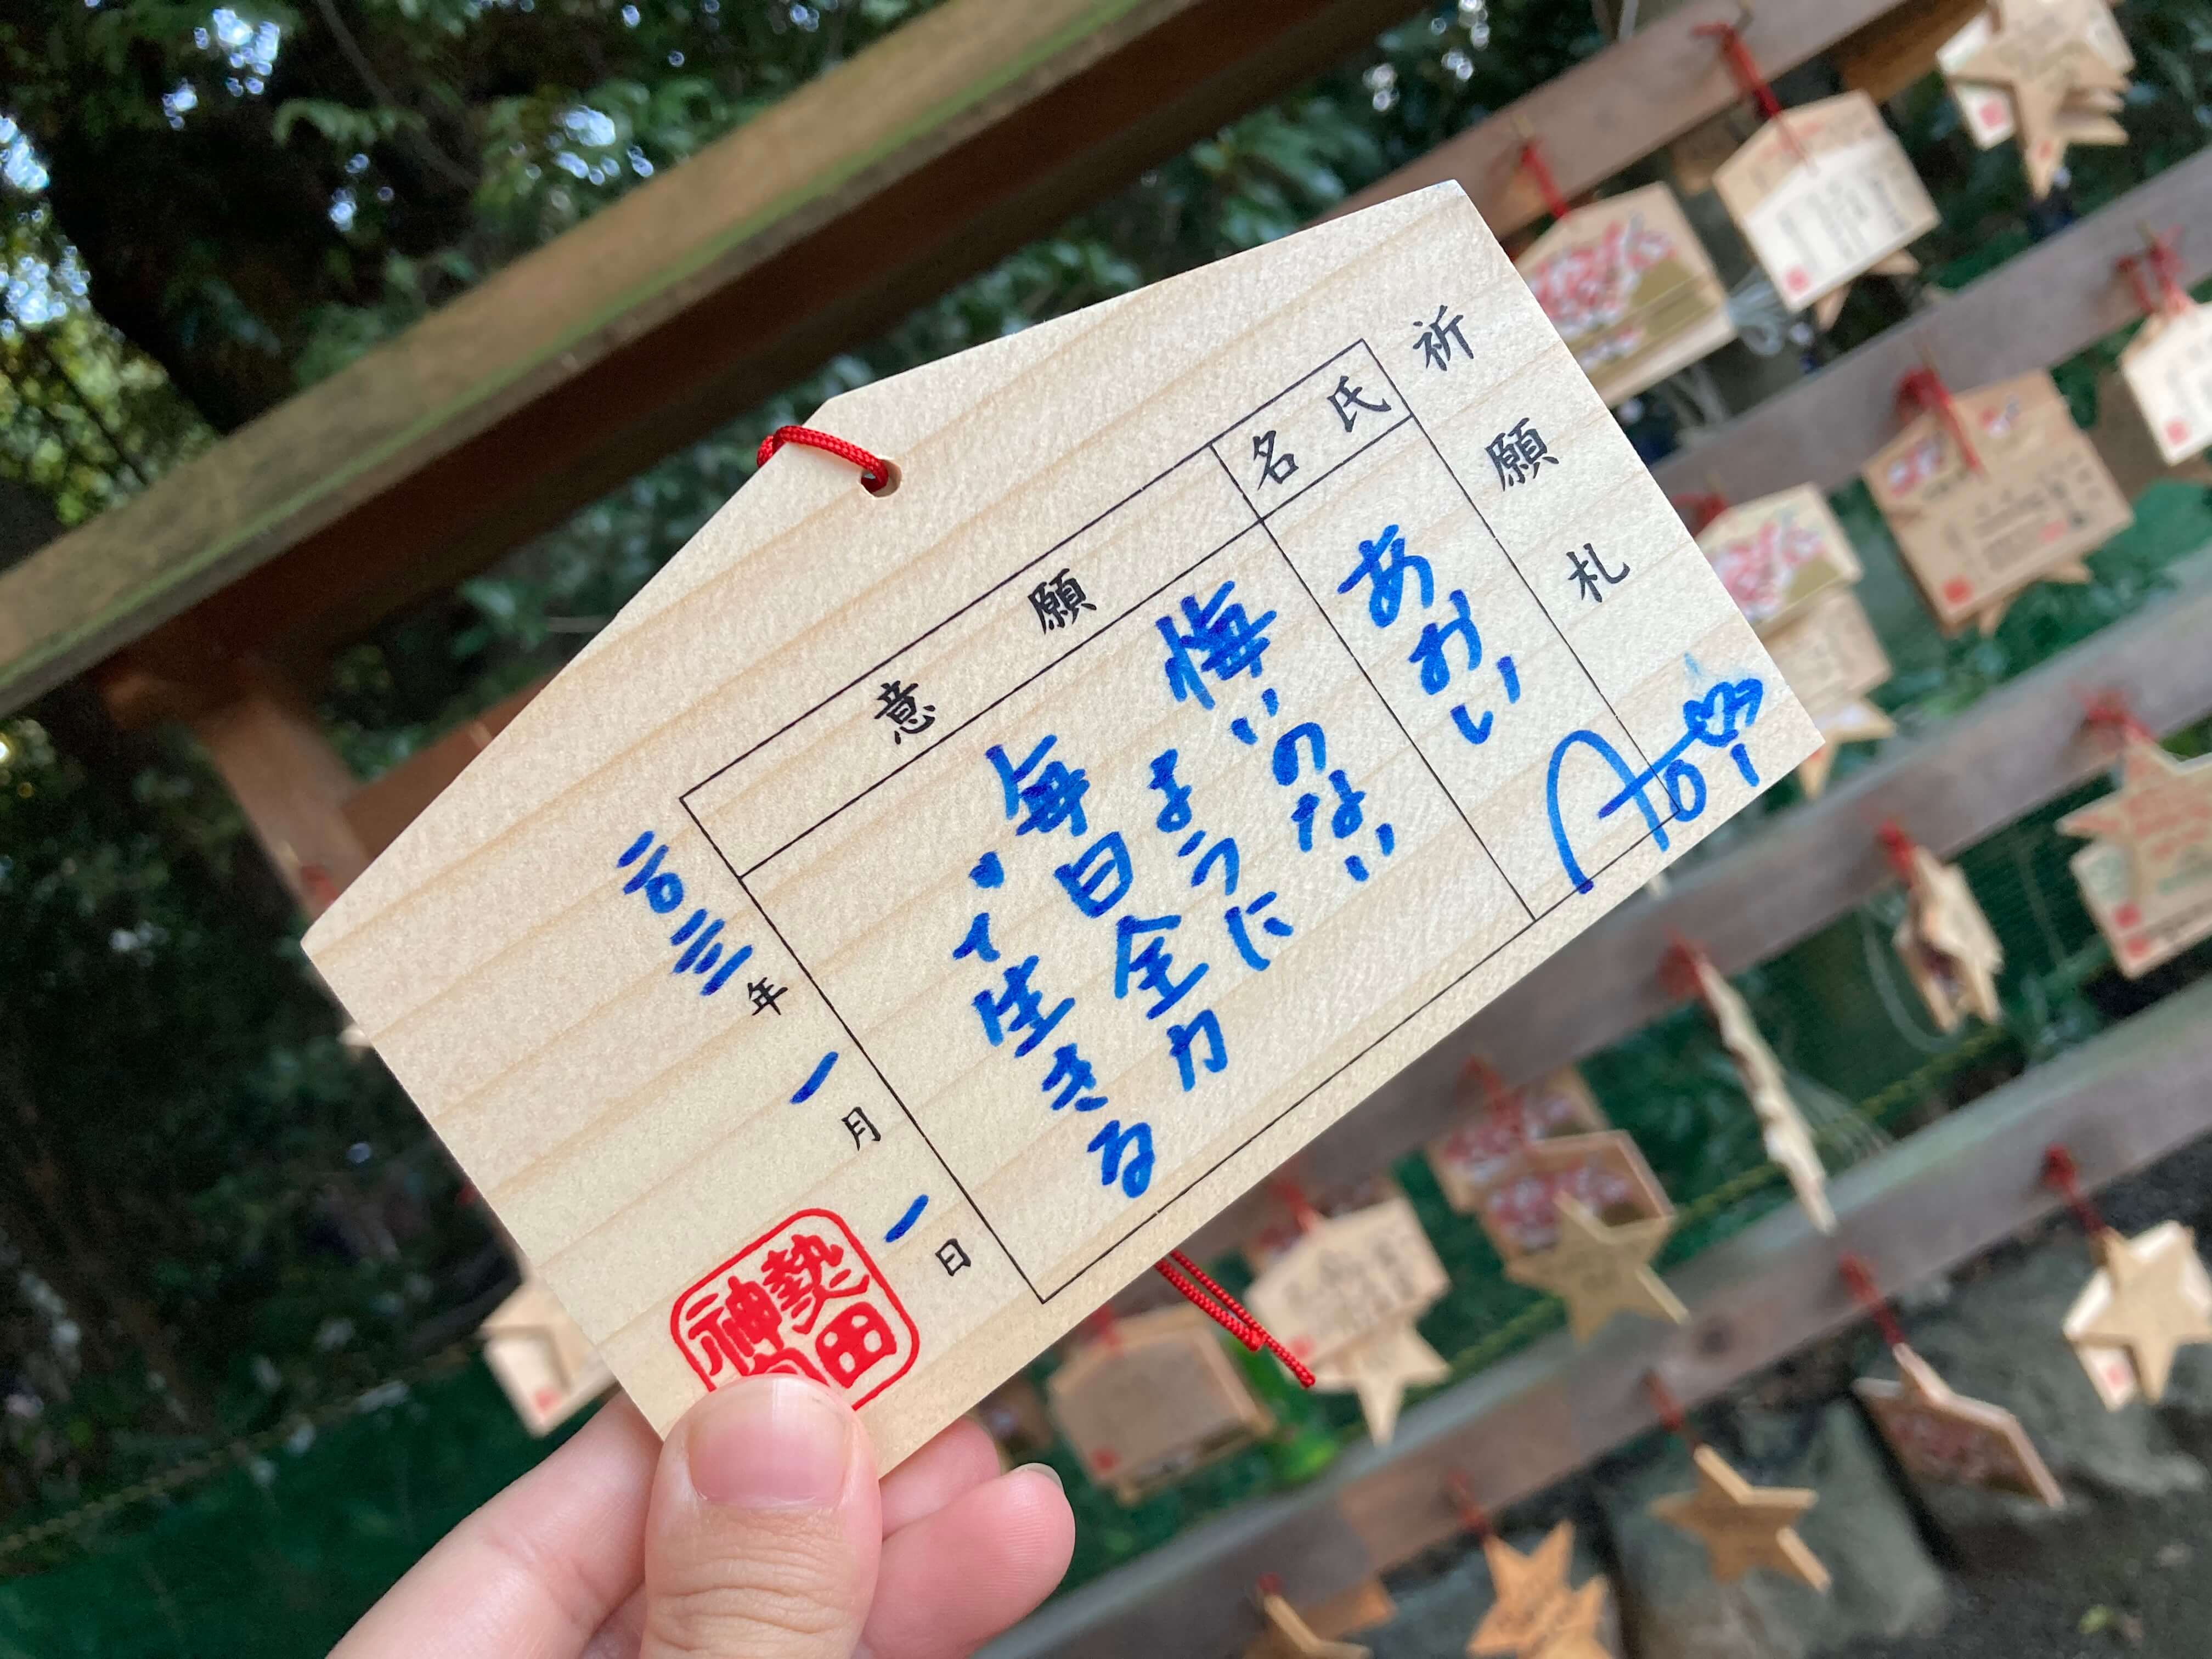 祈願札
Aoi
氏名
あおい
願意
悔いのない
ように
毎日全力
で生きる
二〇二三年一月一日
熱田
神